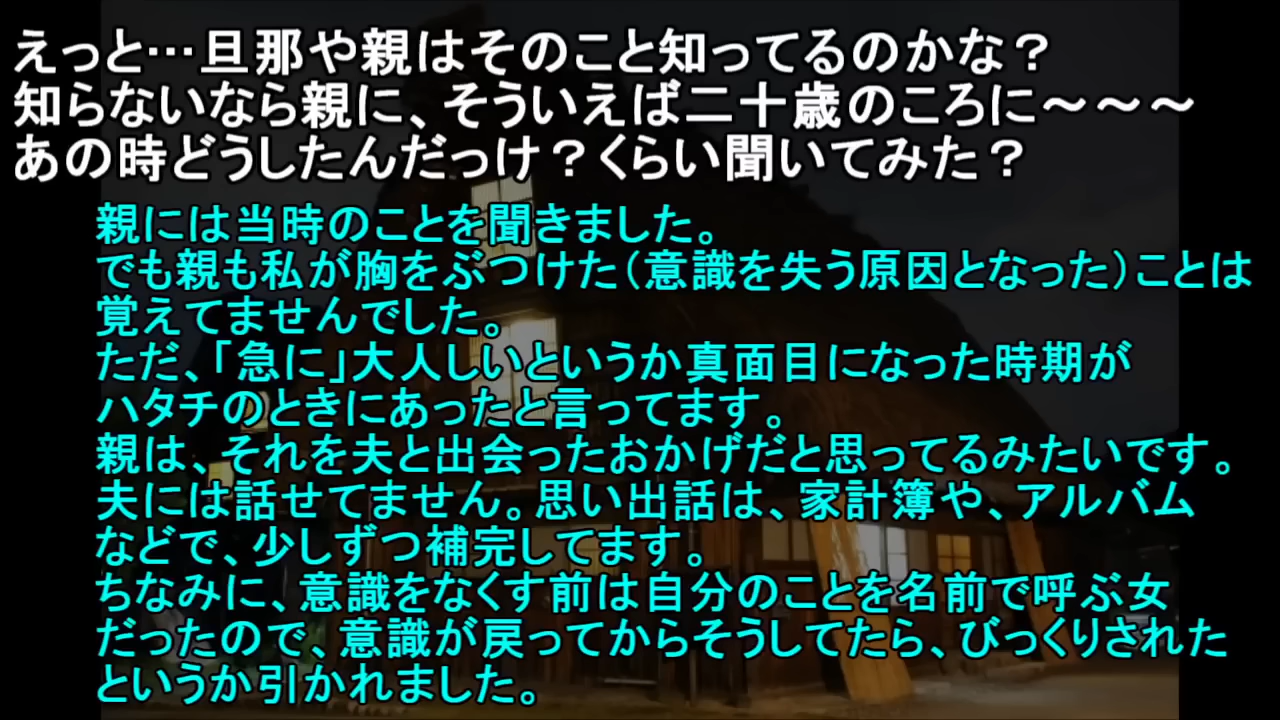 えっと…旦那や親はそのこと知ってるのかな？
知らないなら親に、そういえば二十歳のころに～～～
あの時どうしたんだっけ？くらい聞いてみた？
親には当時のことを聞きました。
でも親も私が胸をぶつけた（意識を失う原因となった）ことは
覚えてませんでした。
ただ、「急に」大人しいというか真面目になった時期が
ハタチのときにあったと言ってます。
親は、それを夫と出会ったおかげだと思ってるみたいです。
夫には話せてません。思い出話は、家計簿や、アルバム
などで、少しずつ補完してます。
ちなみに、意識をなくす前は自分のことを名前で呼ぶ女
だったので、意識が戻ってからそうしてたら、びっくりされた
というか引かれました。